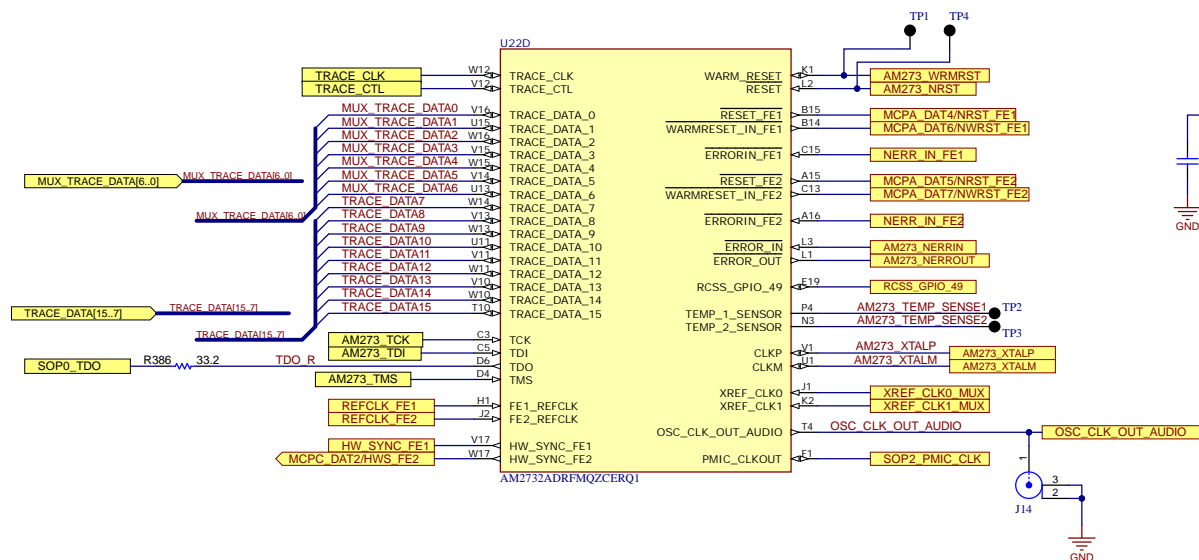 TP1 TP4
U22D
TRACE_CLK W12 TRACE_CLK WARM_RESET K1 AM273_WRMRST
TRACE_CTL V12 TRACE_CTL RESET L2 AM273_NRST
MUX_TRACE_DATA0 V16 TRACE_DATA_0 RESET_FE1 B15 MCPA_DAT4/NRST_FE1
MUX_TRACE_DATA1 U15 TRACE_DATA_1 WARMRESET_IN_FE1 B14 MCPA_DAT6/NWRST_FE1
MUX_TRACE_DATA2 W16 TRACE_DATA_2
MUX_TRACE_DATA3 V15 TRACE_DATA_3 ERRORIN_FE1 C15 NERR_IN_FE1
MUX_TRACE_DATA4 W15 TRACE_DATA_4
MUX_TRACE_DATA[6..0] MUX_TRACE_DATA[6..0] MUX_TRACE_DATA5 V14 TRACE_DATA_5 RESET_FE2 A15 MCPA_DAT5/NRST_FE2
MUX_TRACE_DATA6 U13 TRACE_DATA_6 WARMRESET_IN_FE2 C13 MCPA_DAT7/NWRST_FE2
TRACE_DATA7 W14 TRACE_DATA_7
MUX_TRACE_DATA[6..0] TRACE_DATA8 V13 TRACE_DATA_8 ERRORIN_FE2 A16 NERR_IN_FE2
GND
TRACE_DATA9 W13 TRACE_DATA_9
TRACE_DATA10 U11 TRACE_DATA_10 ERROR_IN L3 AM273_NERRIN
TRACE_DATA11 V11 TRACE_DATA_11 ERROR_OUT L1 AM273_NERROUT
TRACE_DATA12 W11 TRACE_DATA_12
TRACE_DATA13 V10 TRACE_DATA_13 RCSS_GPIO_49 E19 RCSS_GPIO_49
TRACE_DATA14 W10 TRACE_DATA_14
TRACE_DATA[15..7] TRACE_DATA[15..7] TRACE_DATA15 T10 TRACE_DATA_15 TEMP_1_SENSOR P4 AM273_TEMP_SENSE1 TP2
TEMP_2_SENSOR N3 AM273_TEMP_SENSE2 TP3
TRACE_DATA[15..7]
AM273_TCK C3 TCK
AM273_TDI C5 TDI CLKP V1 AM273_XTALP AM273_XTALP
SOP0_TDO R386 33.2 TDO_R D6 TDO CLKM U1 AM273_XTALM AM273_XTALM
AM273_TMS D4 TMS
XREF_CLK0 J1 XREF_CLK0_MUX
REFCLK_FE1 H1 FE1_REFCLK XREF_CLK1 K2 XREF_CLK1_MUX
REFCLK_FE2 J2 FE2_REFCLK
OSC_CLK_OUT_AUDIO T4 OSC_CLK_OUT_AUDIO OSC_CLK_OUT_AUDIO
HW_SYNC_FE1 V17 HW_SYNC_FE1
MCPC_DAT2/HWS_FE2 W17 HW_SYNC_FE2 PMIC_CLKOUT F1 SOP2_PMIC_CLK
1
AM2732ADRFMQZCERQ1
3
2
J14
GND